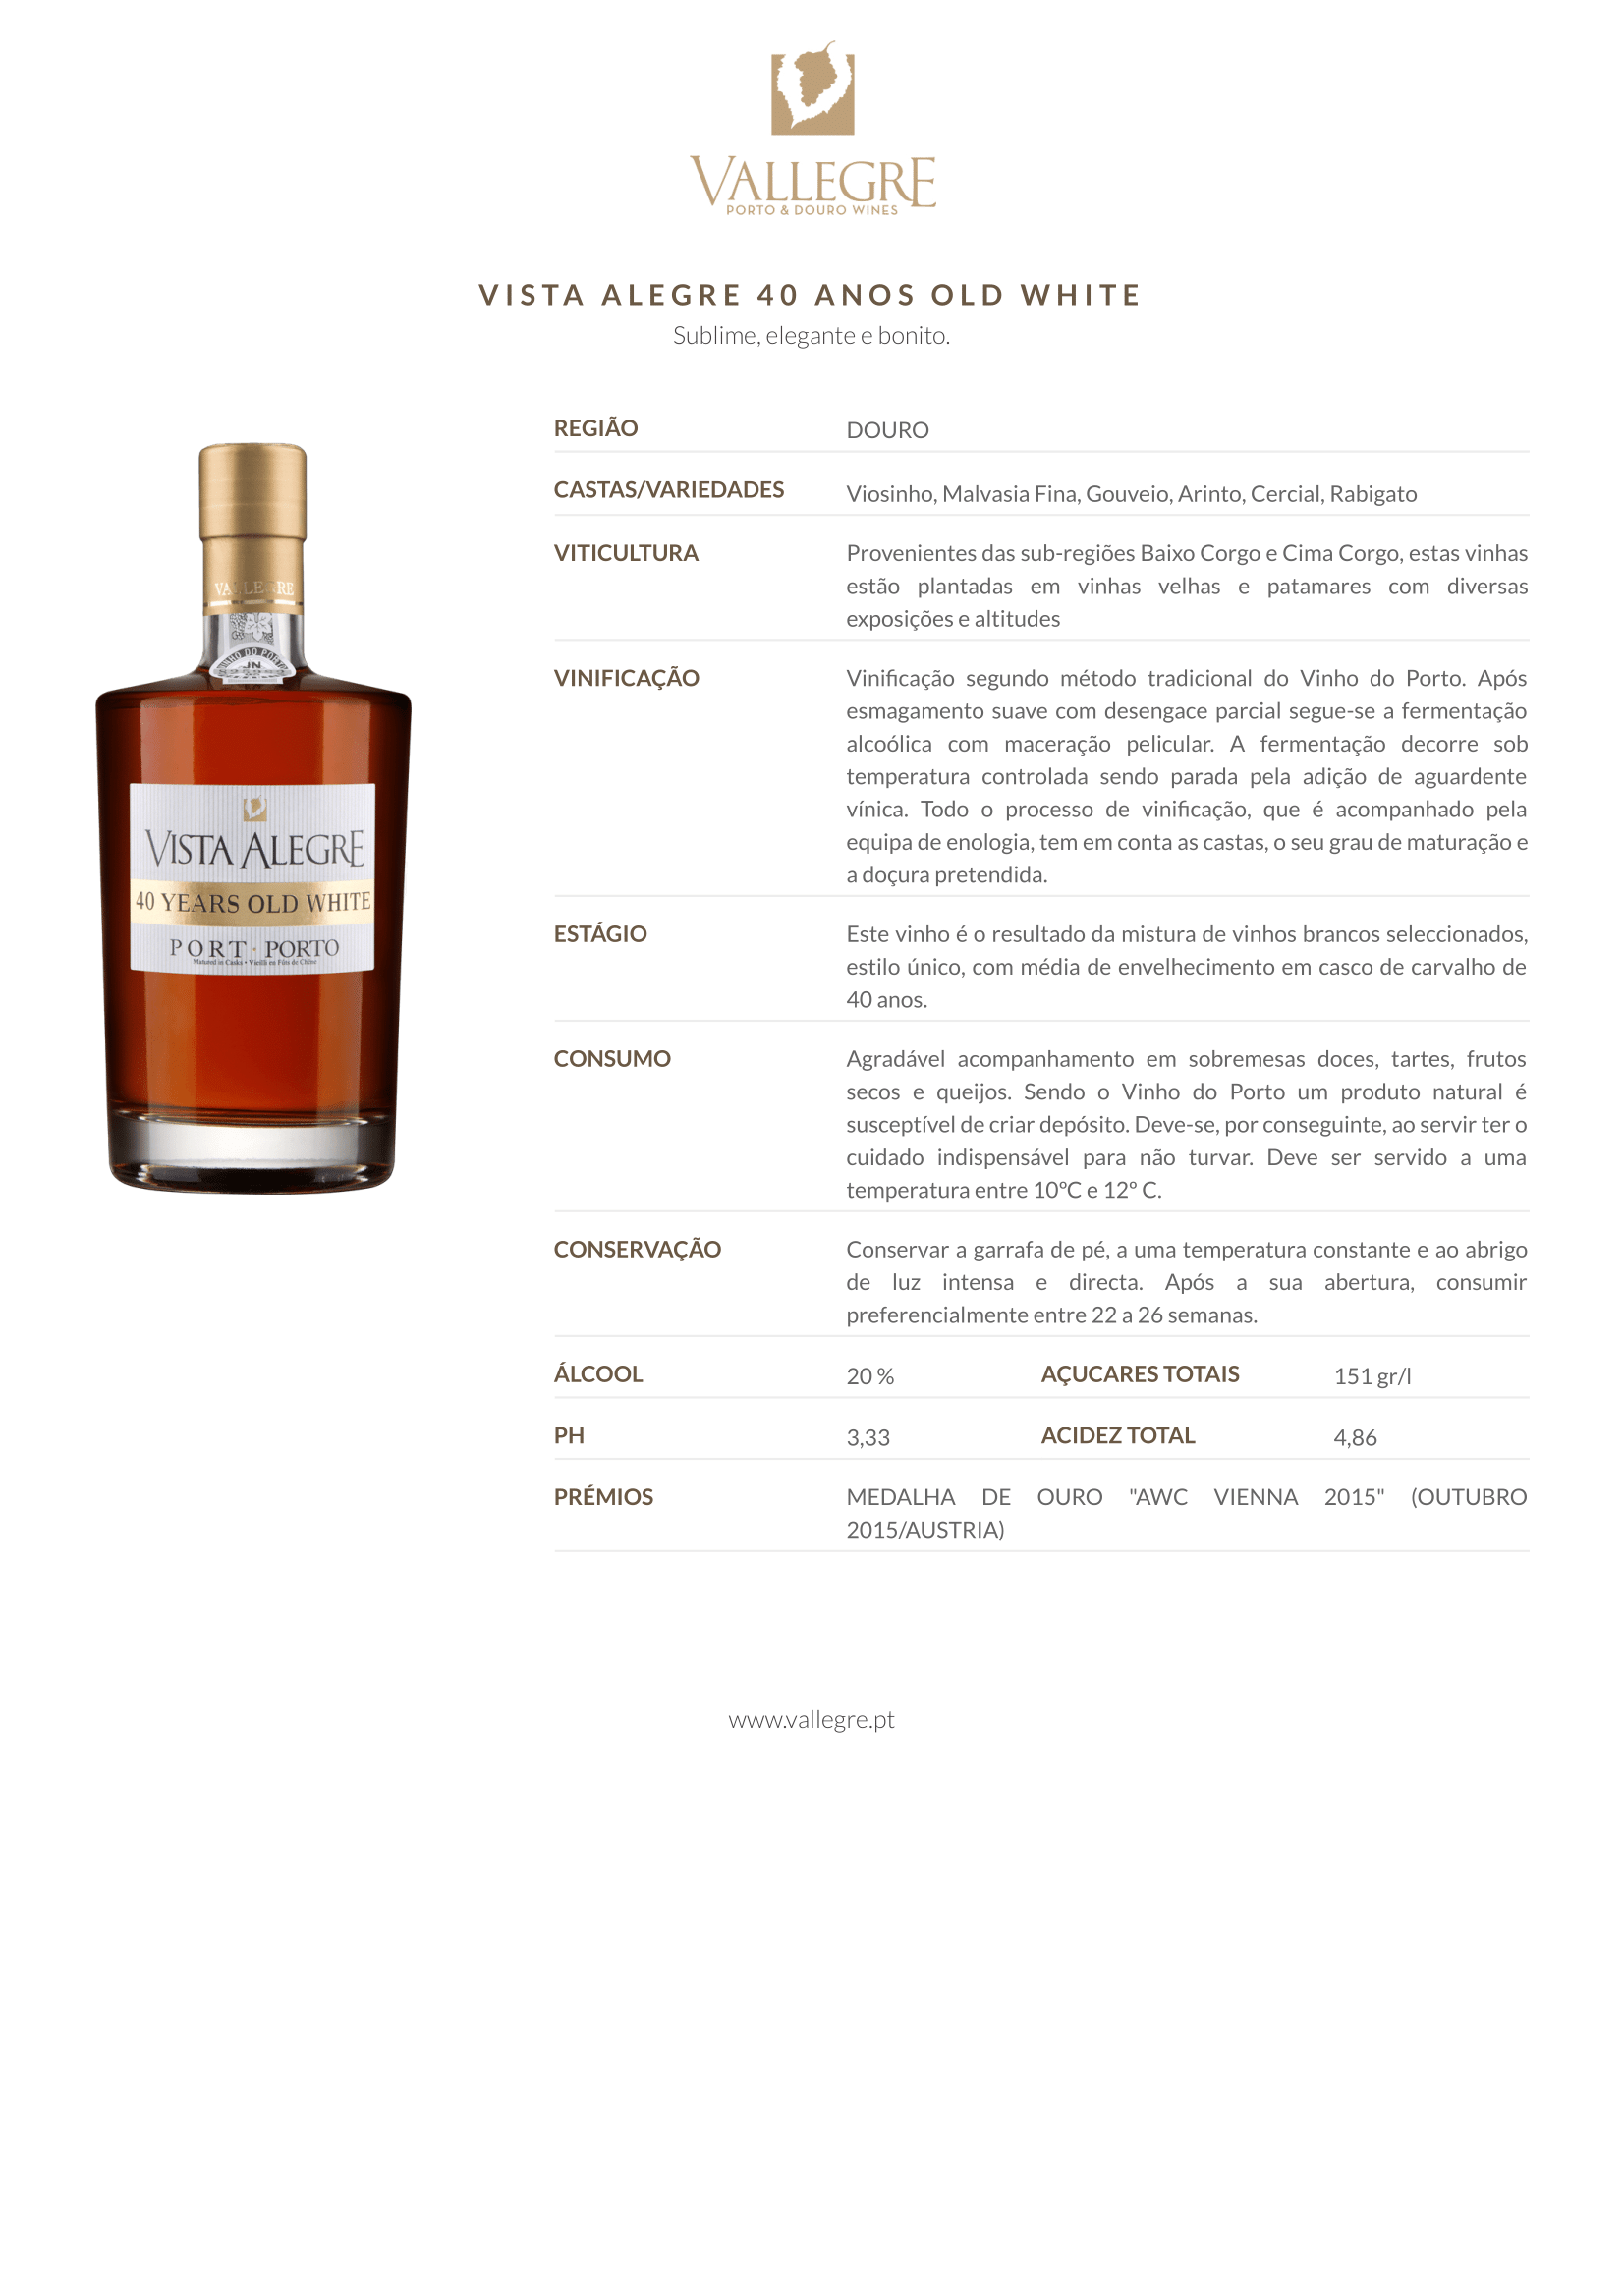 VALLEGRE
PORTO & DOURO WINES
VISTA ALEGRE 40 ANOS OLD WHITE
Sublime, elegante e bonito.
VALLEGRE
VINHO DO PORTO
VISTA ALEGRE
40 YEARS OLD WHITE
PORT · PORTO
Matured in Casks • Vieilli en Fûts de Chêne
REGIÃO DOURO
CASTAS/VARIEDADES Viosinho, Malvasia Fina, Gouveio, Arinto, Cercial, Rabigato
VITICULTURA Provenientes das sub-regiões Baixo Corgo e Cima Corgo, estas vinhas
estão plantadas em vinhas velhas e patamares com diversas
exposições e altitudes
VINIFICAÇÃO Vinificação segundo método tradicional do Vinho do Porto. Após
esmagamento suave com desengace parcial segue-se a fermentação
alcoólica com maceração pelicular. A fermentação decorre sob
temperatura controlada sendo parada pela adição de aguardente
vínica. Todo o processo de vinificação, que é acompanhado pela
equipa de enologia, tem em conta as castas, o seu grau de maturação e
a doçura pretendida.
ESTÁGIO Este vinho é o resultado da mistura de vinhos brancos seleccionados,
estilo único, com média de envelhecimento em casco de carvalho de
40 anos.
CONSUMO Agradável acompanhamento em sobremesas doces, tartes, frutos
secos e queijos. Sendo o Vinho do Porto um produto natural é
susceptível de criar depósito. Deve-se, por conseguinte, ao servir ter o
cuidado indispensável para não turvar. Deve ser servido a uma
temperatura entre 10ºC e 12º C.
CONSERVAÇÃO Conservar a garrafa de pé, a uma temperatura constante e ao abrigo
de luz intensa e directa. Após a sua abertura, consumir
preferencialmente entre 22 a 26 semanas.
ÁLCOOL 20 % AÇUCARES TOTAIS 151 gr/l
PH 3,33 ACIDEZ TOTAL 4,86
PRÉMIOS MEDALHA DE OURO "AWC VIENNA 2015" (OUTUBRO
2015/AUSTRIA)
www.vallegre.pt